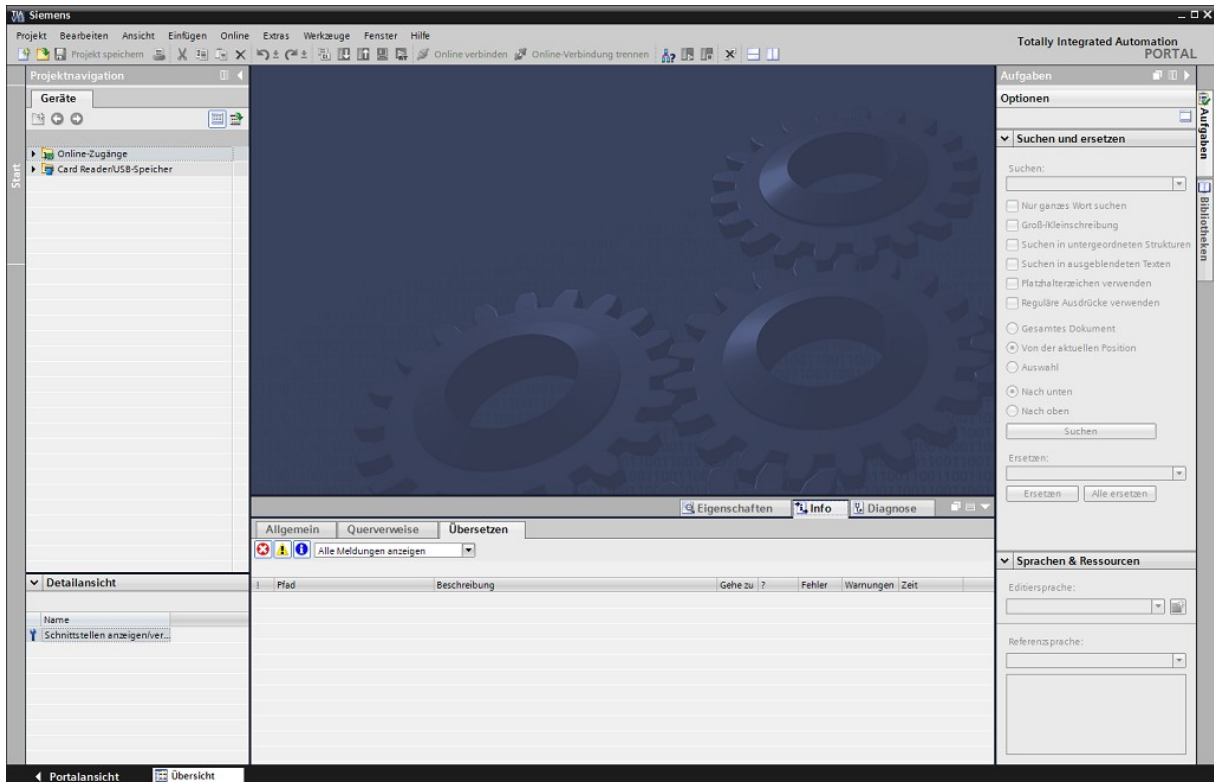 Siemens
Projekt Bearbeiten Ansicht Einfügen Online Extras Werkzeuge Fenster Hilfe
Projekt speichern
Online verbinden
Online-Verbindung trennen
Totally Integrated Automation
PORTAL
Projektnavigation
Geräte
Online-Zugänge
Card Reader/USB-Speicher
Start
Detailansicht
Name
Schnittstellen anzeigen/ver...
Eigenschaften
Info
Diagnose
Allgemein
Querverweise
Übersetzen
Alle Meldungen anzeigen
! Pfad Beschreibung Gehe zu ? Fehler Warnungen Zeit
Aufgaben
Optionen
Suchen und ersetzen
Suchen:
Nur ganzes Wort suchen
Groß-/Kleinschreibung
Suchen in untergeordneten Strukturen
Suchen in ausgeblendeten Texten
Platzhalterzeichen verwenden
Reguläre Ausdrücke verwenden
Gesamtes Dokument
Von der aktuellen Position
Auswahl
Nach unten
Nach oben
Suchen
Ersetzen:
Ersetzen
Alle ersetzen
Sprachen & Ressourcen
Editiersprache:
Referenzsprache:
Aufgaben
Bibliotheken
Portalansicht
Übersicht